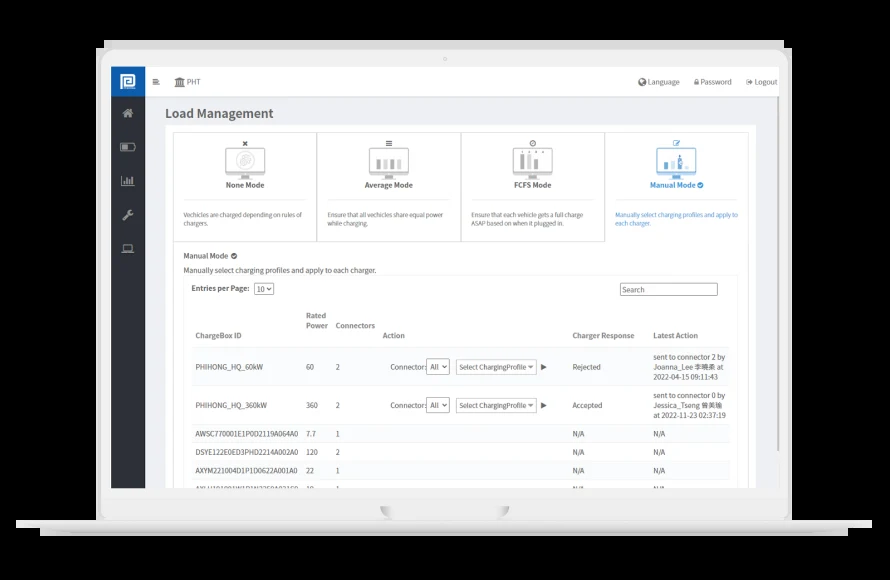 PHT
Language
Password
Logout
Load Management
None Mode
Average Mode
FCFS Mode
Manual Mode
Vechicles are charged depending on rules of
chargers.
Ensure that all vechicles share equal power
while charging.
Ensure that each vehicle gets a full charge
ASAP based on when it plugged in.
Manually select charging profiles and apply to
each charger.
Manual Mode
Manually select charging profiles and apply to each charger.
Entries per Page: 10
Search
ChargeBox ID
Rated
Power
Connectors
Action
Charger Response
Latest Action
PHIHONG_HQ_60kW 60 2 Connector: All Select ChargingProfile Rejected
sent to connector 2 by
Joanna_Lee 李曉柔 at
2022-04-15 09:11:43
PHIHONG_HQ_360kW 360 2 Connector: All Select ChargingProfile Accepted
sent to connector 0 by
Jessica_Tseng 曾美瑜
at 2022-11-23 02:37:19
AWSC770001E1P0D2119A064A0 7.7 1 N/A N/A
DSYE122E0ED3PHD2214A002A0 120 2 N/A N/A
AXYM221004D1P1D0622A001A0 22 1 N/A N/A